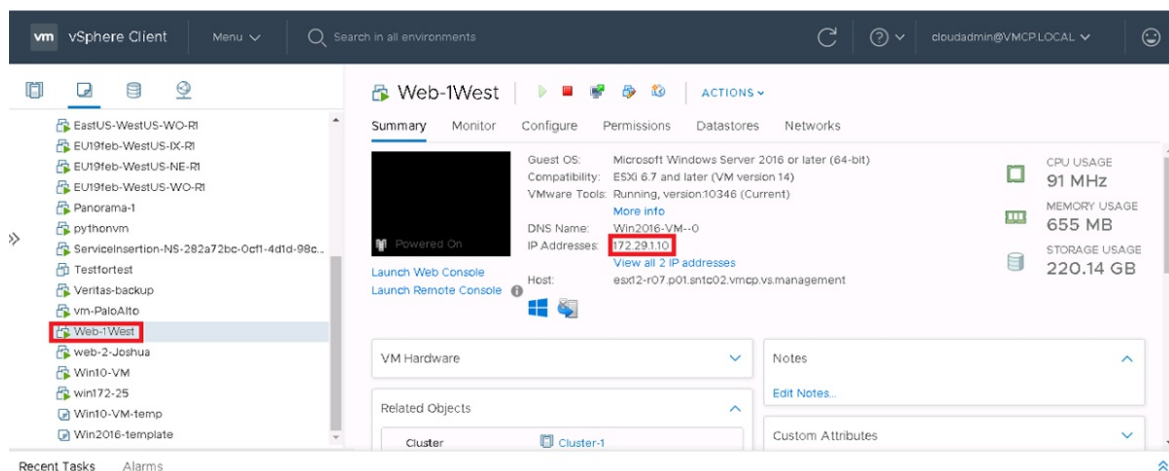 vm vSphere Client Menu Search in all environments cloudadmin@VMCP.LOCAL
EastUS-WestUS-WO-R1
EU19feb-WestUS-IX-R1
EU19feb-WestUS-NE-R1
EU19feb-WestUS-WO-R1
Panorama-1
pythonvm
ServiceInsertion-NS-282a72bc-0cf1-4d1d-98c...
Testfortest
Veritas-backup
vm-PaloAlto
Web-1West
web-2-Joshua
Win10-VM
win172-25
Win10-VM-temp
Win2016-template
Web-1West ACTIONS
Summary Monitor Configure Permissions Datastores Networks
Powered On
Launch Web Console
Launch Remote Console
Guest OS: Microsoft Windows Server 2016 or later (64-bit)
Compatibility: ESXi 6.7 and later (VM version 14)
VMware Tools: Running, version:10346 (Current)
More info
DNS Name: Win2016-VM--0
IP Addresses: 172.29.1.10
View all 2 IP addresses
Host: esx12-r07.p01.sntc02.vmcp.vs.management
CPU USAGE
91 MHz
MEMORY USAGE
655 MB
STORAGE USAGE
220.14 GB
VM Hardware
Related Objects
Cluster Cluster-1
Notes
Edit Notes...
Custom Attributes
Recent Tasks Alarms